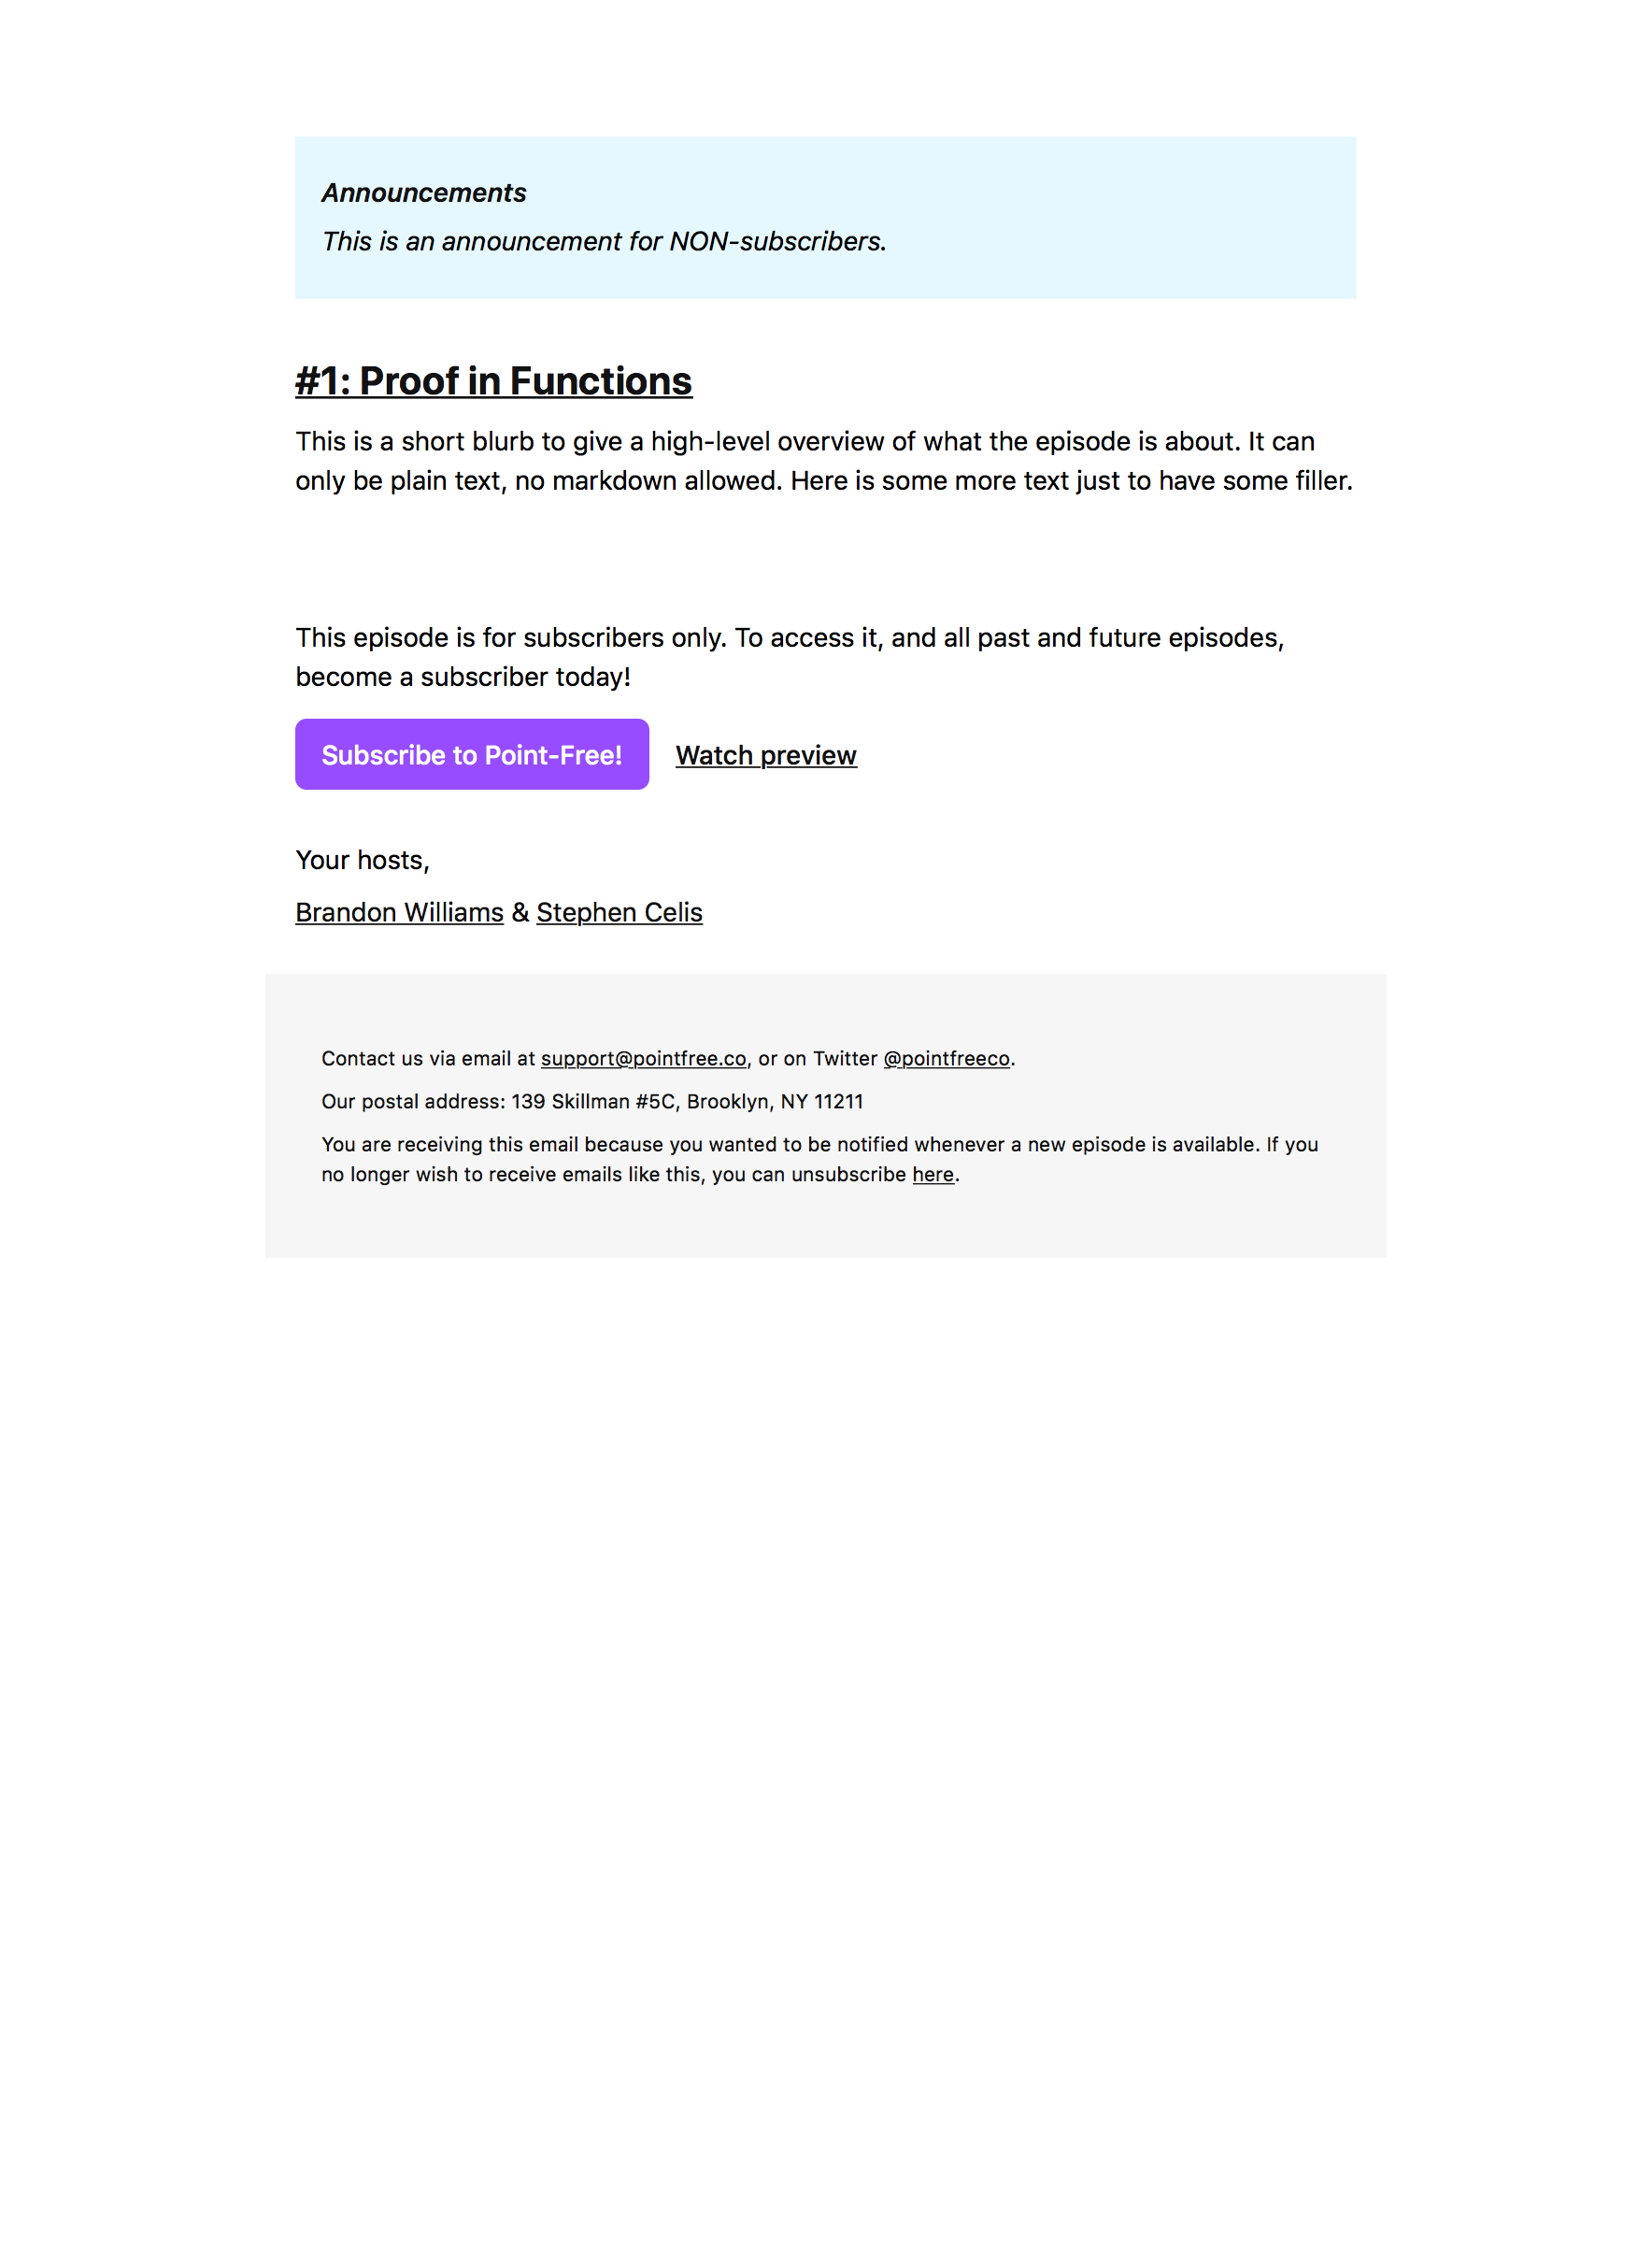 Announcements
This is an announcement for NON-subscribers.
#1: Proof in Functions
This is a short blurb to give a high-level overview of what the episode is about. It can
only be plain text, no markdown allowed. Here is some more text just to have some filler.
This episode is for subscribers only. To access it, and all past and future episodes,
become a subscriber today!
Subscribe to Point-Free! Watch preview
Your hosts,
Brandon Williams & Stephen Celis
Contact us via email at support@pointfree.co, or on Twitter @pointfreeco.
Our postal address: 139 Skillman #5C, Brooklyn, NY 11211
You are receiving this email because you wanted to be notified whenever a new episode is available. If you
no longer wish to receive emails like this, you can unsubscribe here.